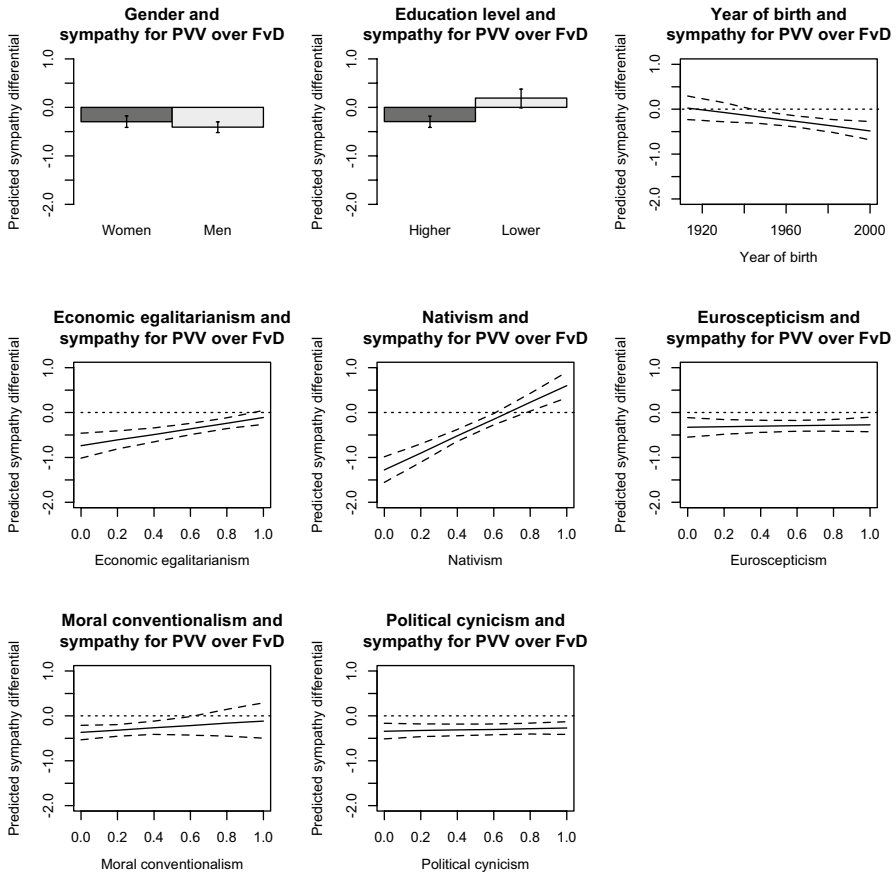 Gender and
sympathy for PVV over FvD
Predicted sympathy differential
1.0
0.0
-1.0
-2.0
Women
Men
Education level and
sympathy for PVV over FvD
Predicted sympathy differential
1.0
0.0
-1.0
-2.0
Higher
Lower
Year of birth and
sympathy for PVV over FvD
Predicted sympathy differential
1.0
0.0
-1.0
-2.0
1920
1960
2000
Year of birth
Economic egalitarianism and
sympathy for PVV over FvD
Predicted sympathy differential
1.0
0.0
-1.0
-2.0
0.0 0.2 0.4 0.6 0.8 1.0
Economic egalitarianism
Nativism and
sympathy for PVV over FvD
Predicted sympathy differential
1.0
0.0
-1.0
-2.0
0.0 0.2 0.4 0.6 0.8 1.0
Nativism
Euroscepticism and
sympathy for PVV over FvD
Predicted sympathy differential
1.0
0.0
-1.0
-2.0
0.0 0.2 0.4 0.6 0.8 1.0
Euroscepticism
Moral conventionalism and
sympathy for PVV over FvD
Predicted sympathy differential
1.0
0.0
-1.0
-2.0
0.0 0.2 0.4 0.6 0.8 1.0
Moral conventionalism
Political cynicism and
sympathy for PVV over FvD
Predicted sympathy differential
1.0
0.0
-1.0
-2.0
0.0 0.2 0.4 0.6 0.8 1.0
Political cynicism